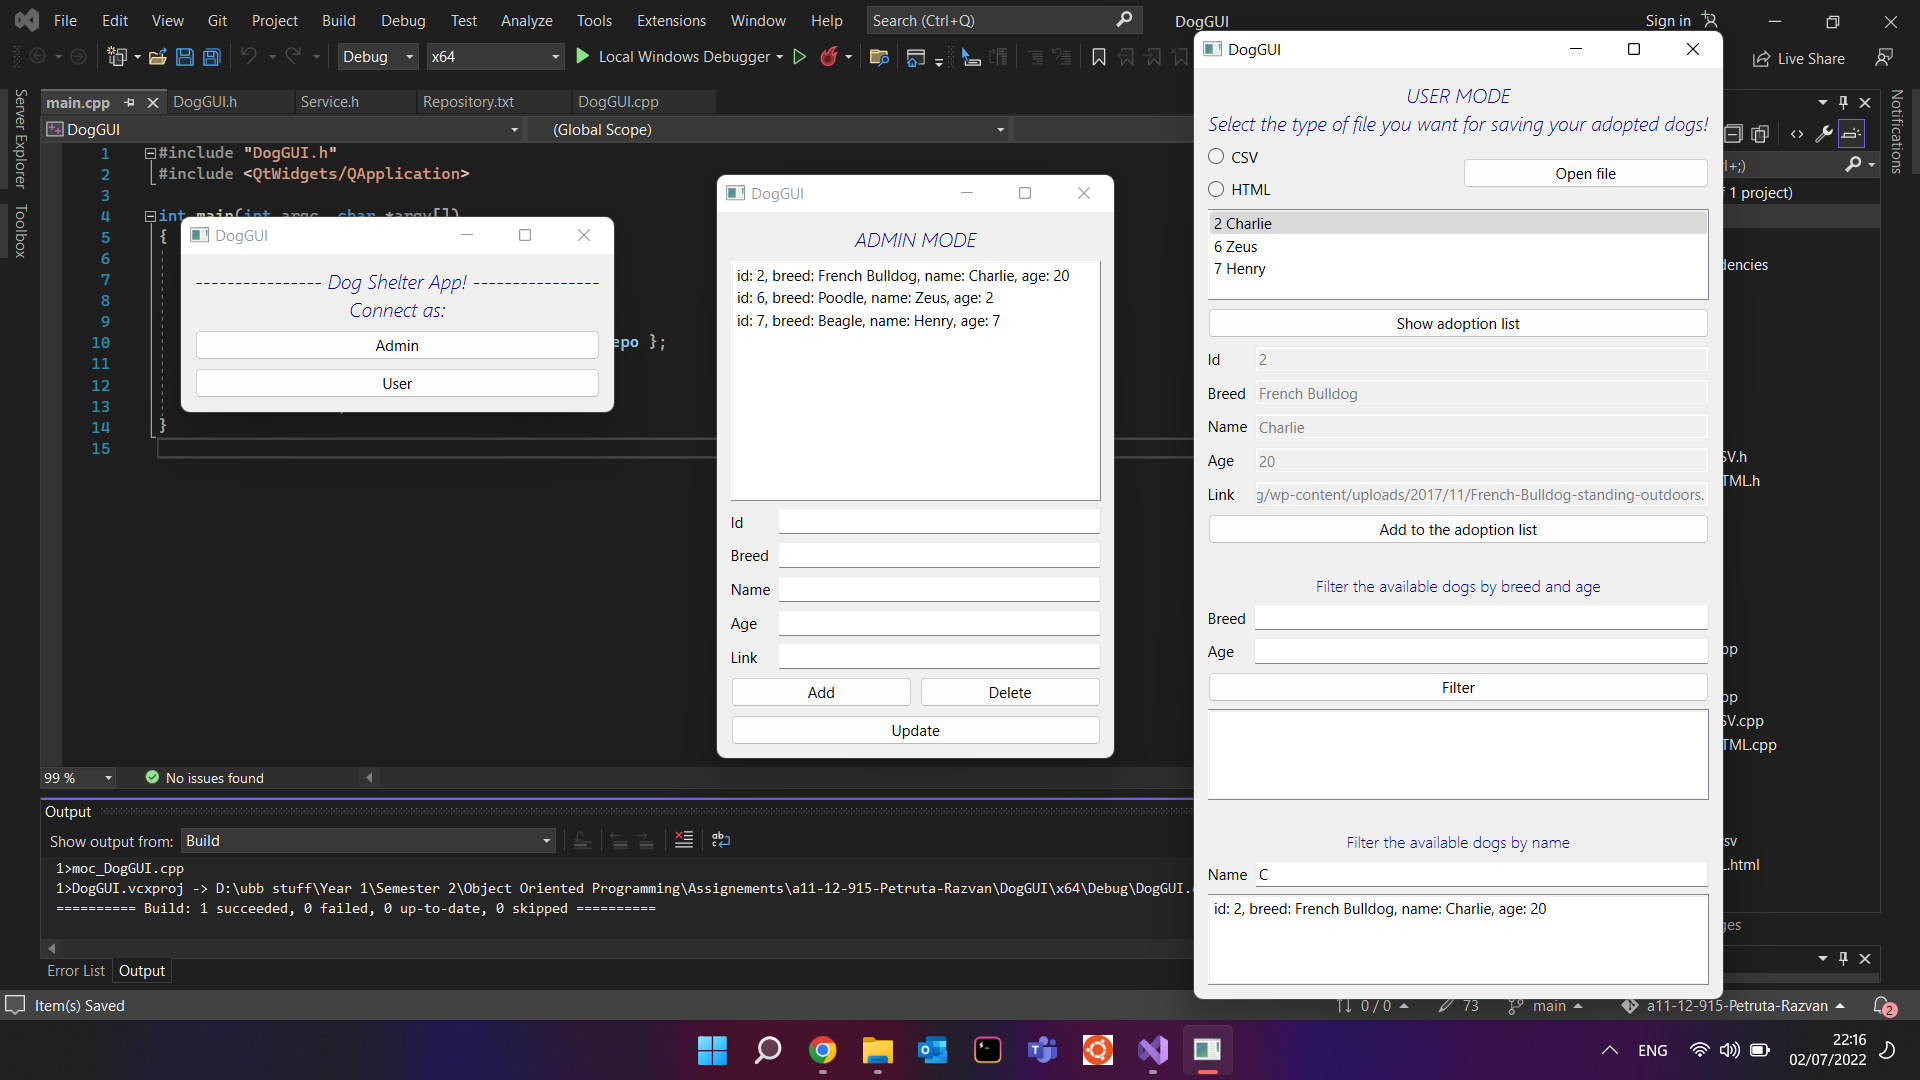 File Edit View Git Project Build Debug Test Analyze Tools Extensions Window Help Search (Ctrl+Q) DogGUI Sign in
Debug x64 Local Windows Debugger Live Share
Server Explorer
Toolbox
Notifications
main.cpp DogGUI.h Service.h Repository.txt DogGUI.cpp
DogGUI (Global Scope)
1 #include "DogGUI.h"
2 #include <QtWidgets/QApplication>
3
4 int main(int argc, char *argv[])
5 {
6
7
8
9
10 epo };
11
12
13
14 }
15
DogGUI
---------------- Dog Shelter App! ----------------
Connect as:
Admin
User
DogGUI
ADMIN MODE
id: 2, breed: French Bulldog, name: Charlie, age: 20
id: 6, breed: Poodle, name: Zeus, age: 2
id: 7, breed: Beagle, name: Henry, age: 7
Id
Breed
Name
Age
Link
Add Delete
Update
DogGUI
USER MODE
Select the type of file you want for saving your adopted dogs!
CSV
Open file
HTML
2 Charlie
6 Zeus
7 Henry
Show adoption list
Id 2
Breed French Bulldog
Name Charlie
Age 20
Link g/wp-content/uploads/2017/11/French-Bulldog-standing-outdoors.
Add to the adoption list
Filter the available dogs by breed and age
Breed
Age
Filter
Filter the available dogs by name
Name C
id: 2, breed: French Bulldog, name: Charlie, age: 20
l+;)
f 1 project)
dencies
SV.h
TML.h
pp
pp
SV.cpp
TML.cpp
sv
.html
ges
99 % No issues found
Output
Show output from: Build
1>moc_DogGUI.cpp
1>DogGUI.vcxproj -> D:\ubb stuff\Year 1\Semester 2\Object Oriented Programming\Assignements\a11-12-915-Petruta-Razvan\DogGUI\x64\Debug\DogGUI.
========== Build: 1 succeeded, 0 failed, 0 up-to-date, 0 skipped ==========
Error List Output
Item(s) Saved 0 / 0 73 main a11-12-915-Petruta-Razvan 2
ENG 22:16
02/07/2022